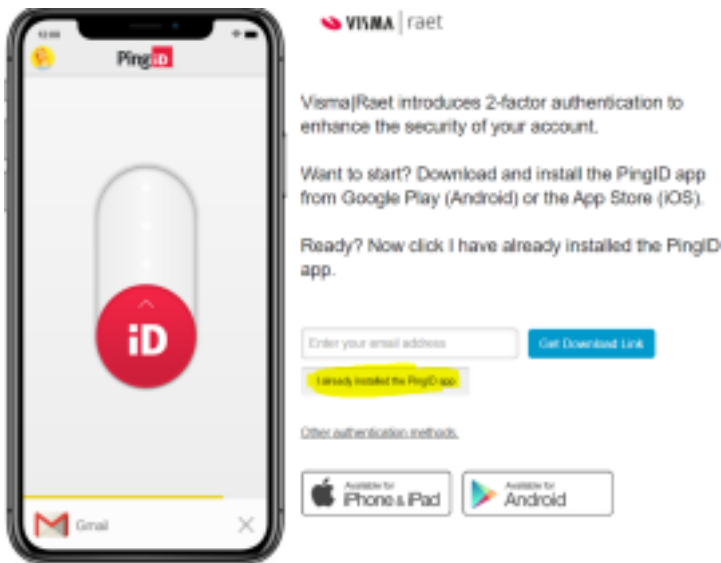 12:00
PingiD
iD
Gmail
VISMA | raet
Visma|Raet introduces 2-factor authentication to
enhance the security of your account.
Want to start? Download and install the PingID app
from Google Play (Android) or the App Store (iOS).
Ready? Now click I have already installed the PingID
app.
Enter your email address
Get Download Link
I already installed the PingID app
Other authentication methods.
Available for
iPhone & iPad
Available for
Android